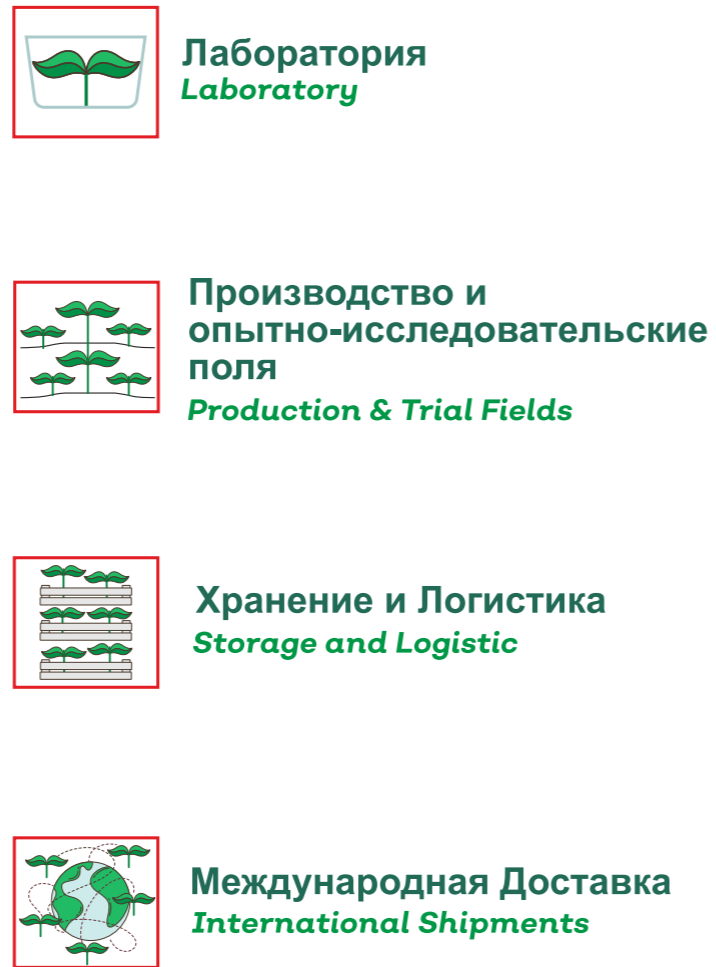 Лаборатория
Laboratory
Производство и
опытно-исследовательские
поля
Production & Trial Fields
Хранение и Логистика
Storage and Logistic
Международная Доставка
International Shipments